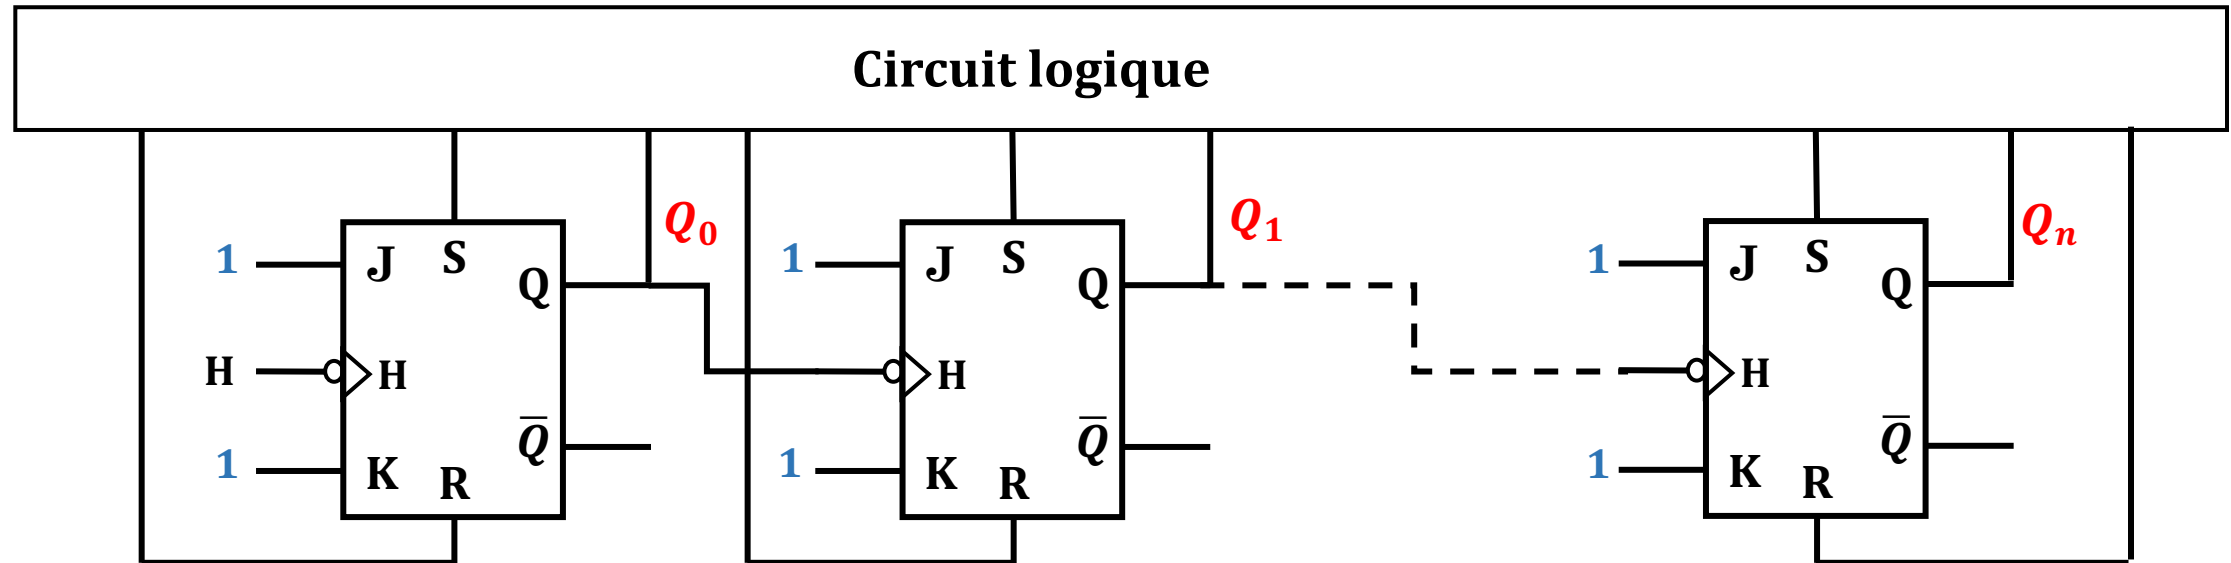 Circuit logique
Q₀ Q₁ Qₙ
1 J S Q 1 J S Q 1 J S Q
H H H H
1 K R Q̅ 1 K R Q̅ 1 K R Q̅